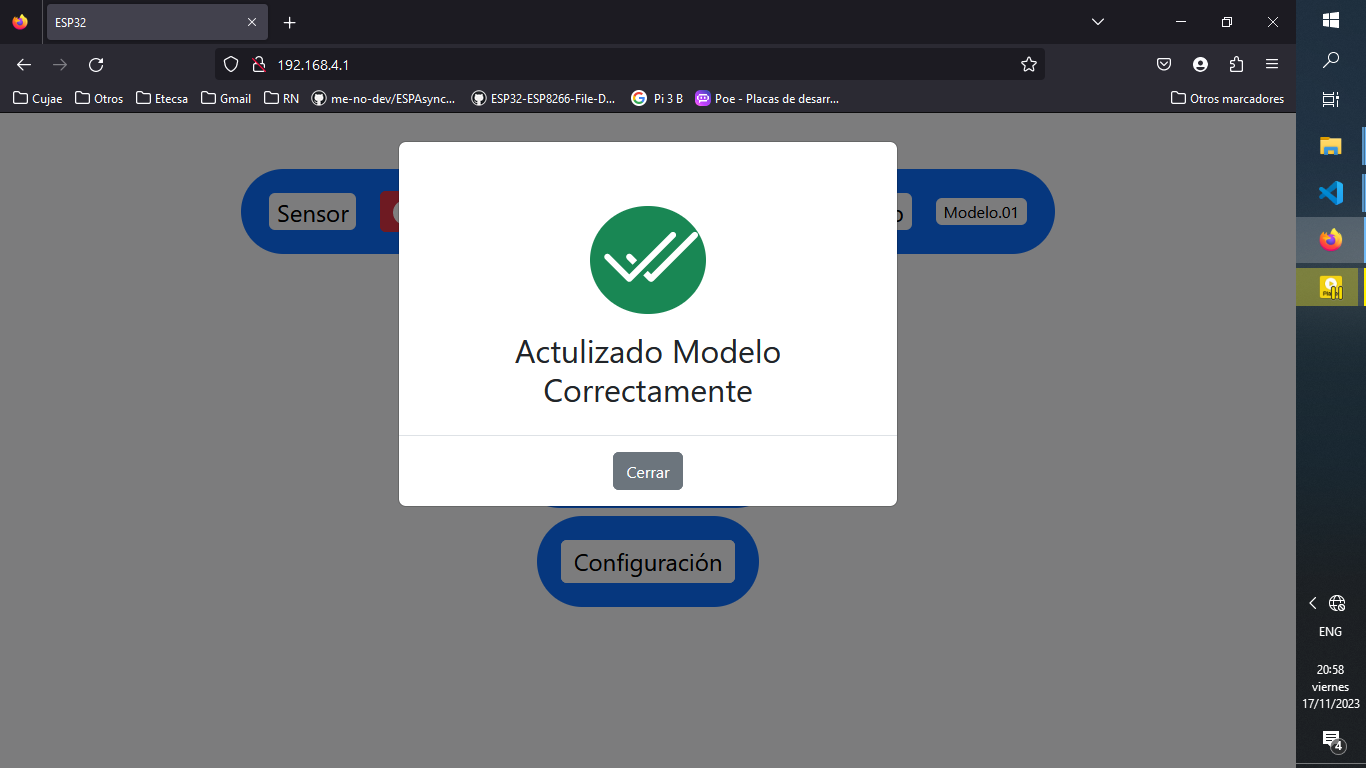 ESP32
192.168.4.1
Cujae
Otros
Etecsa
Gmail
RN
me-no-dev/ESPAsync...
ESP32-ESP8266-File-D...
Pi 3 B
Poe - Placas de desarr...
Otros marcadores
Sensor
Modelo.01
Actulizado Modelo
Correctamente
Cerrar
Configuración
ENG
20:58
viernes
17/11/2023
4